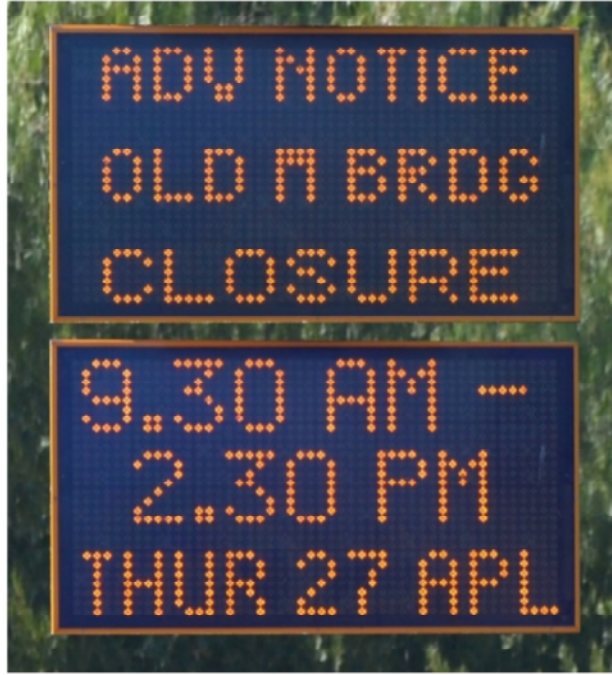 ADV NOTICE
OLD M BRDG
CLOSURE
9.30 AM -
2.30 PM
THUR 27 APL